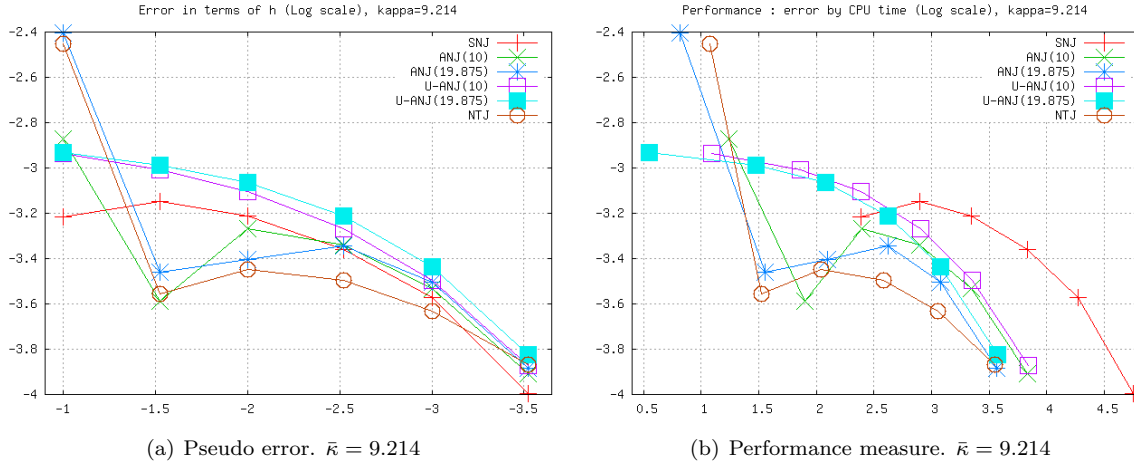 Error in terms of h (Log scale), kappa=9.214
-2.4
-2.6
-2.8
-3
-3.2
-3.4
-3.6
-3.8
-4
-1
-1.5
-2
-2.5
-3
-3.5
SNJ
ANJ(10)
ANJ(19.875)
U-ANJ(10)
U-ANJ(19.875)
NTJ
(a) Pseudo error. κ̄ = 9.214
Performance : error by CPU time (Log scale), kappa=9.214
-2.4
-2.6
-2.8
-3
-3.2
-3.4
-3.6
-3.8
-4
0.5
1
1.5
2
2.5
3
3.5
4
4.5
SNJ
ANJ(10)
ANJ(19.875)
U-ANJ(10)
U-ANJ(19.875)
NTJ
(b) Performance measure. κ̄ = 9.214